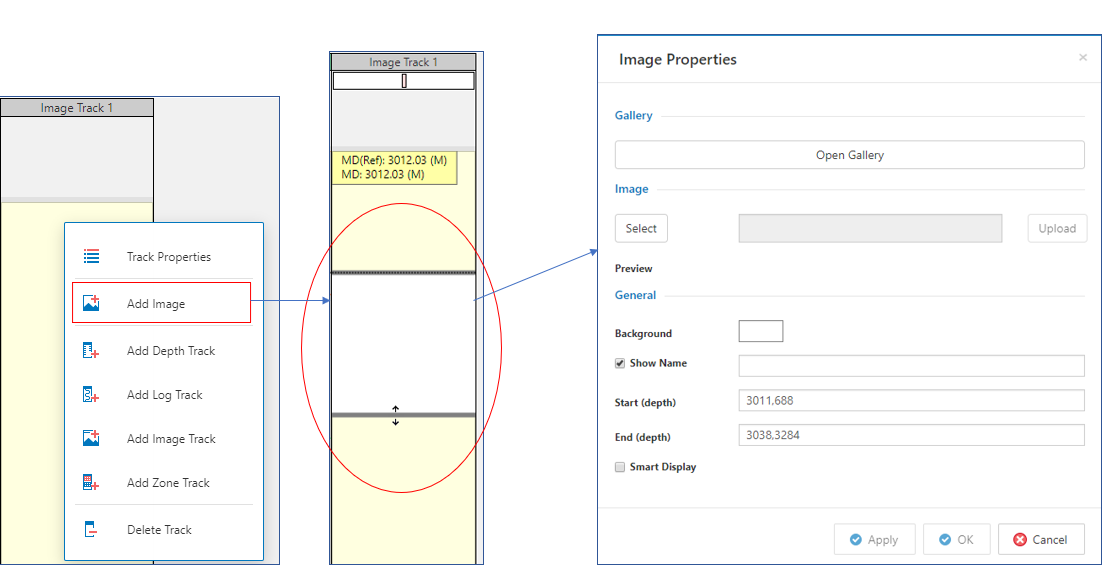 Image Track 1
Track Properties
Add Image
Add Depth Track
Add Log Track
Add Image Track
Add Zone Track
Delete Track
Image Track 1
MD(Ref): 3012.03 (M)
MD: 3012.03 (M)
Image Properties
×
Gallery
Open Gallery
Image
Select
Upload
Preview
General
Background
Show Name
Start (depth) 3011,688
End (depth) 3038,3284
Smart Display
Apply OK Cancel